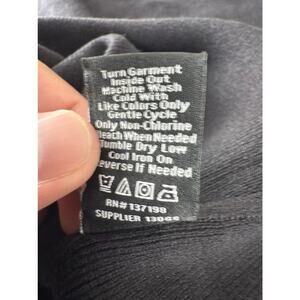 Turn Garment
Inside Out
Machine Wash
Cold With
Like Colors Only
Gentle Cycle
Only Non-Chlorine
Bleach When Needed
Tumble Dry Low
Cool Iron On
Reverse If Needed
RN# 137198
SUPPLIER